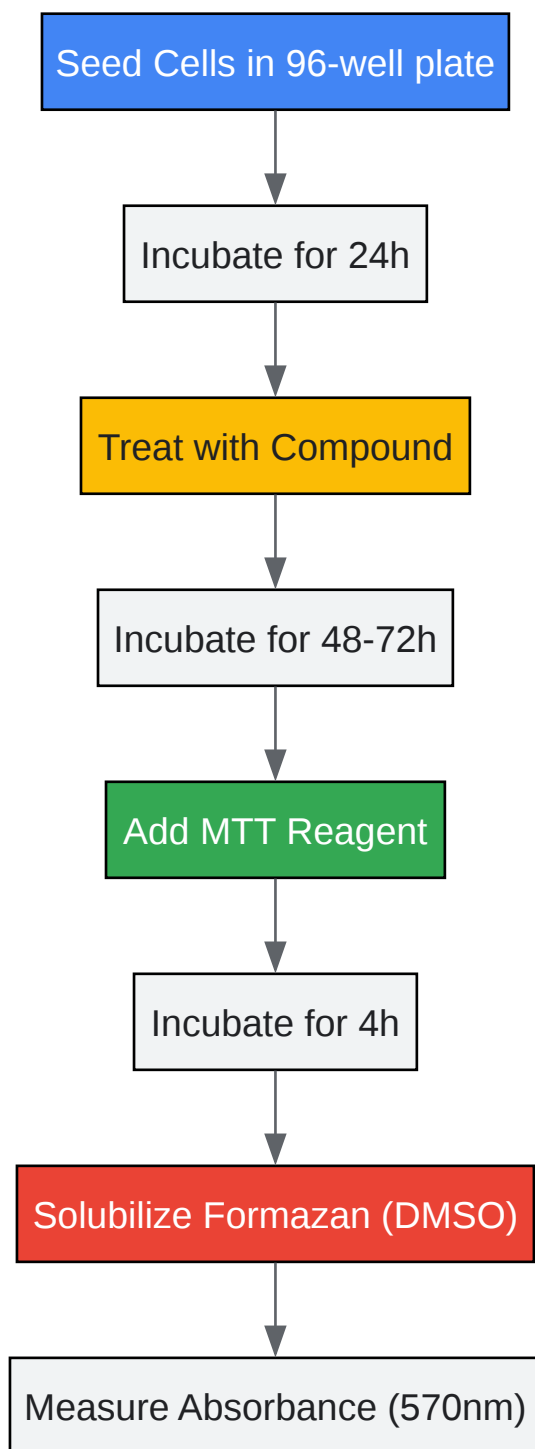 Seed Cells in 96-well plate
Incubate for 24h
Treat with Compound
Incubate for 48-72h
Add MTT Reagent
Incubate for 4h
Solubilize Formazan (DMSO)
Measure Absorbance (570nm)